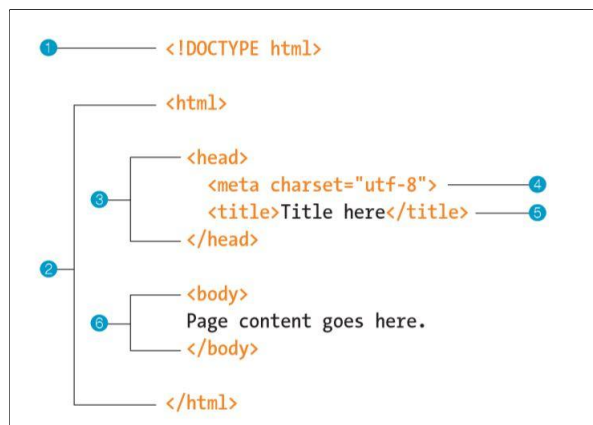 1 <!DOCTYPE html>
<html>
<head>
<meta charset="utf-8"> 4
3 <title>Title here</title> 5
</head>
2
<body>
6 Page content goes here.
</body>
</html>